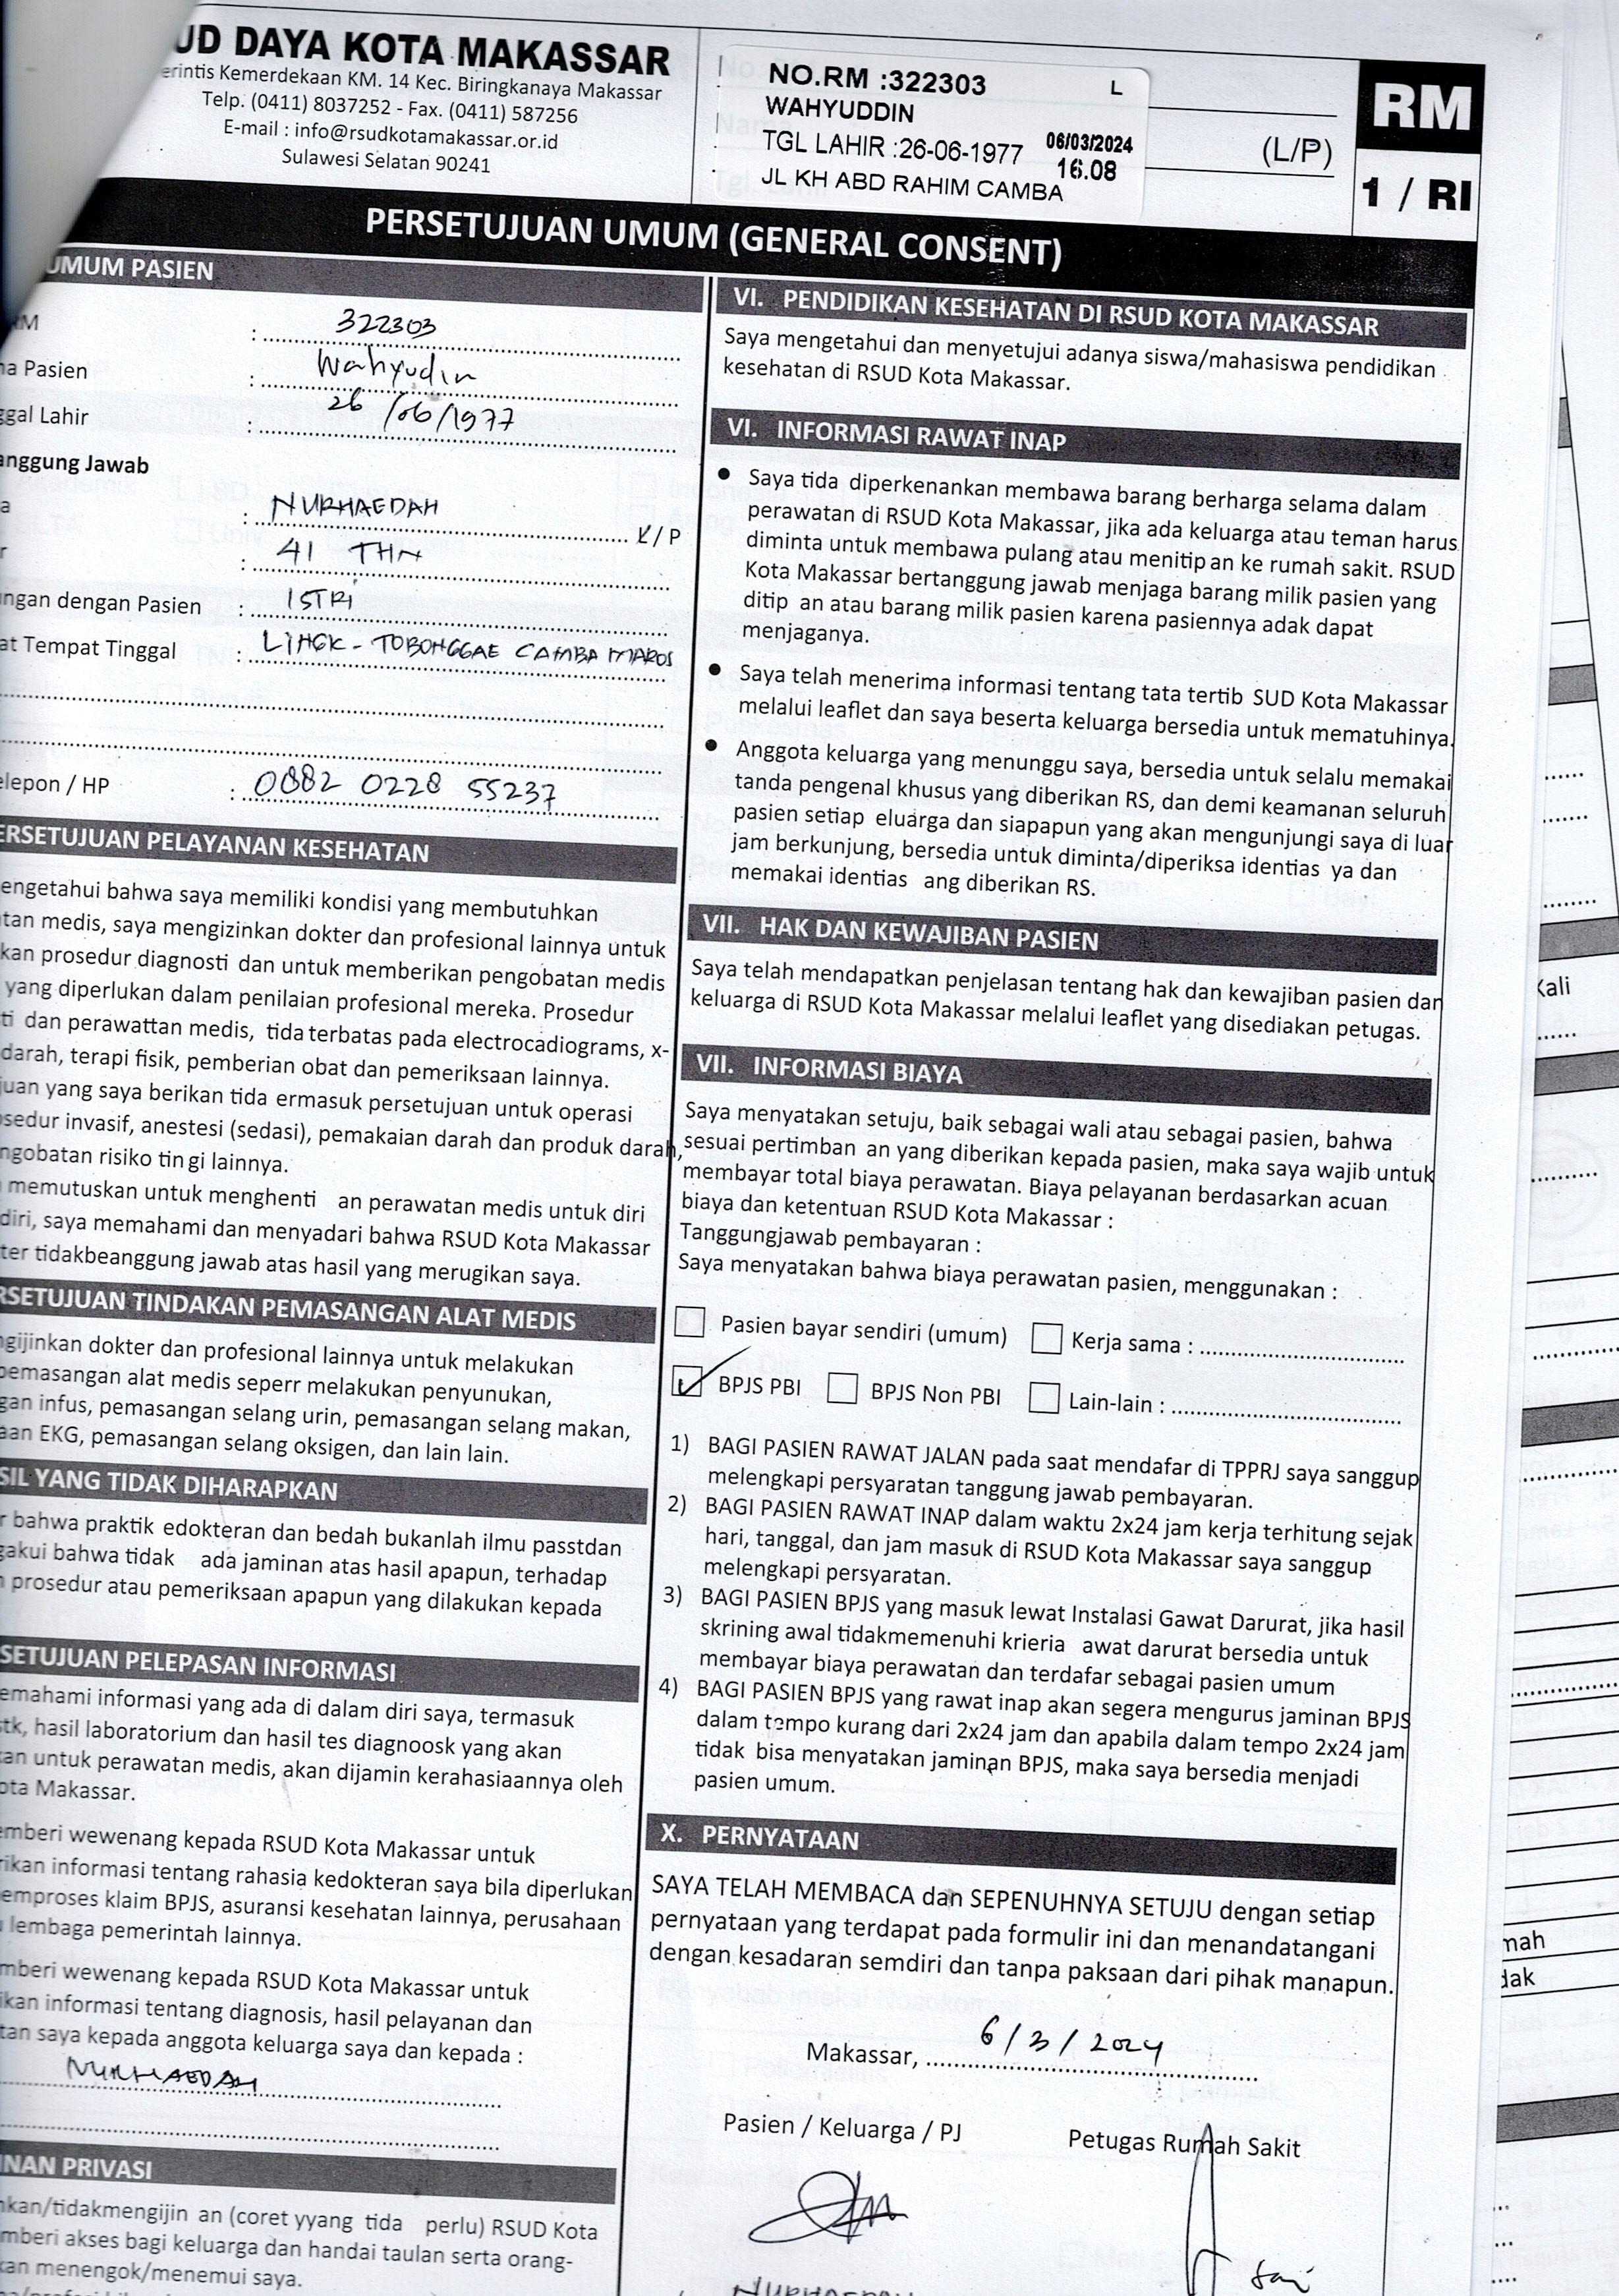 UD DAYA KOTA MAKASSAR
erintis Kemerdekaan KM. 14 Kec. Biringkanaya Makassar
Telp. (0411) 8037252 - Fax. (0411) 587256
E-mail : info@rsudkotamakassar.or.id
Sulawesi Selatan 90241
NO.RM :322303 L
WAHYUDDIN
TGL LAHIR :26-06-1977 06/03/2024
16.08
JL KH ABD RAHIM CAMBA
(L/P)
RM
1 / RI
PERSETUJUAN UMUM (GENERAL CONSENT)
UMUM PASIEN
RM : 322303
na Pasien : Wahyudin
ggal Lahir : 26/06/1977
anggung Jawab
a : NURHAEDAH L/P
r : 41 THN
ngan dengan Pasien : ISTRI
at Tempat Tinggal : LINGK - TOBONGGAE CAMBA MAROS
elepon / HP : 0882 0228 55237
ERSETUJUAN PELAYANAN KESEHATAN
engetahui bahwa saya memiliki kondisi yang membutuhkan
tan medis, saya mengizinkan dokter dan profesional lainnya untuk
kan prosedur diagnosti dan untuk memberikan pengobatan medis
yang diperlukan dalam penilaian profesional mereka. Prosedur
ti dan perawattan medis, tida terbatas pada electrocadiograms, x-
darah, terapi fisik, pemberian obat dan pemeriksaan lainnya.
juan yang saya berikan tida ermasuk persetujuan untuk operasi
sedur invasif, anestesi (sedasi), pemakaian darah dan produk darah,
ngobatan risiko tin gi lainnya.
memutuskan untuk menghenti an perawatan medis untuk diri
diri, saya memahami dan menyadari bahwa RSUD Kota Makassar
ter tidakbeanggung jawab atas hasil yang merugikan saya.
RSETUJUAN TINDAKAN PEMASANGAN ALAT MEDIS
ngijinkan dokter dan profesional lainnya untuk melakukan
pemasangan alat medis seperr melakukan penyunukan,
gan infus, pemasangan selang urin, pemasangan selang makan,
aan EKG, pemasangan selang oksigen, dan lain lain.
SIL YANG TIDAK DIHARAPKAN
r bahwa praktik edokteran dan bedah bukanlah ilmu passtdan
gakui bahwa tidak ada jaminan atas hasil apapun, terhadap
n prosedur atau pemeriksaan apapun yang dilakukan kepada
SETUJUAN PELEPASAN INFORMASI
emahami informasi yang ada di dalam diri saya, termasuk
stk, hasil laboratorium dan hasil tes diagnoosk yang akan
kan untuk perawatan medis, akan dijamin kerahasiaannya oleh
ota Makassar.
emberi wewenang kepada RSUD Kota Makassar untuk
rikan informasi tentang rahasia kedokteran saya bila diperlukan
emproses klaim BPJS, asuransi kesehatan lainnya, perusahaan
lembaga pemerintah lainnya.
mberi wewenang kepada RSUD Kota Makassar untuk
ikan informasi tentang diagnosis, hasil pelayanan dan
tan saya kepada anggota keluarga saya dan kepada :
NURHAEDAH
NAN PRIVASI
nkan/tidakmengijin an (coret yyang tida perlu) RSUD Kota
mberi akses bagi keluarga dan handai taulan serta orang-
kan menengok/menemui saya.
VI. PENDIDIKAN KESEHATAN DI RSUD KOTA MAKASSAR
Saya mengetahui dan menyetujui adanya siswa/mahasiswa pendidikan
kesehatan di RSUD Kota Makassar.
VI. INFORMASI RAWAT INAP
● Saya tida diperkenankan membawa barang berharga selama dalam
perawatan di RSUD Kota Makassar, jika ada keluarga atau teman harus
diminta untuk membawa pulang atau menitip an ke rumah sakit. RSUD
Kota Makassar bertanggung jawab menjaga barang milik pasien yang
ditip an atau barang milik pasien karena pasiennya adak dapat
menjaganya.
● Saya telah menerima informasi tentang tata tertib SUD Kota Makassar
melalui leaflet dan saya beserta keluarga bersedia untuk mematuhinya.
● Anggota keluarga yang menunggu saya, bersedia untuk selalu memakai
tanda pengenal khusus yang diberikan RS, dan demi keamanan seluruh
pasien setiap eluarga dan siapapun yang akan mengunjungi saya di luar
jam berkunjung, bersedia untuk diminta/diperiksa identias ya dan
memakai identias ang diberikan RS.
VII. HAK DAN KEWAJIBAN PASIEN
Saya telah mendapatkan penjelasan tentang hak dan kewajiban pasien dan
keluarga di RSUD Kota Makassar melalui leaflet yang disediakan petugas.
VII. INFORMASI BIAYA
Saya menyatakan setuju, baik sebagai wali atau sebagai pasien, bahwa
sesuai pertimban an yang diberikan kepada pasien, maka saya wajib untuk
membayar total biaya perawatan. Biaya pelayanan berdasarkan acuan
biaya dan ketentuan RSUD Kota Makassar :
Tanggungjawab pembayaran :
Saya menyatakan bahwa biaya perawatan pasien, menggunakan :
Pasien bayar sendiri (umum) Kerja sama :
BPJS PBI BPJS Non PBI Lain-lain :
1) BAGI PASIEN RAWAT JALAN pada saat mendafar di TPPRJ saya sanggup
melengkapi persyaratan tanggung jawab pembayaran.
2) BAGI PASIEN RAWAT INAP dalam waktu 2x24 jam kerja terhitung sejak
hari, tanggal, dan jam masuk di RSUD Kota Makassar saya sanggup
melengkapi persyaratan.
3) BAGI PASIEN BPJS yang masuk lewat Instalasi Gawat Darurat, jika hasil
skrining awal tidakmemenuhi krieria awat darurat bersedia untuk
membayar biaya perawatan dan terdafar sebagai pasien umum
4) BAGI PASIEN BPJS yang rawat inap akan segera mengurus jaminan BPJS
dalam tempo kurang dari 2x24 jam dan apabila dalam tempo 2x24 jam
tidak bisa menyatakan jaminan BPJS, maka saya bersedia menjadi
pasien umum.
X. PERNYATAAN
SAYA TELAH MEMBACA dan SEPENUHNYA SETUJU dengan setiap
pernyataan yang terdapat pada formulir ini dan menandatangani
dengan kesadaran semdiri dan tanpa paksaan dari pihak manapun.
Makassar, 6/3/2024
Pasien / Keluarga / PJ Petugas Rumah Sakit
NURHAEDAH
Kali
mah
dak